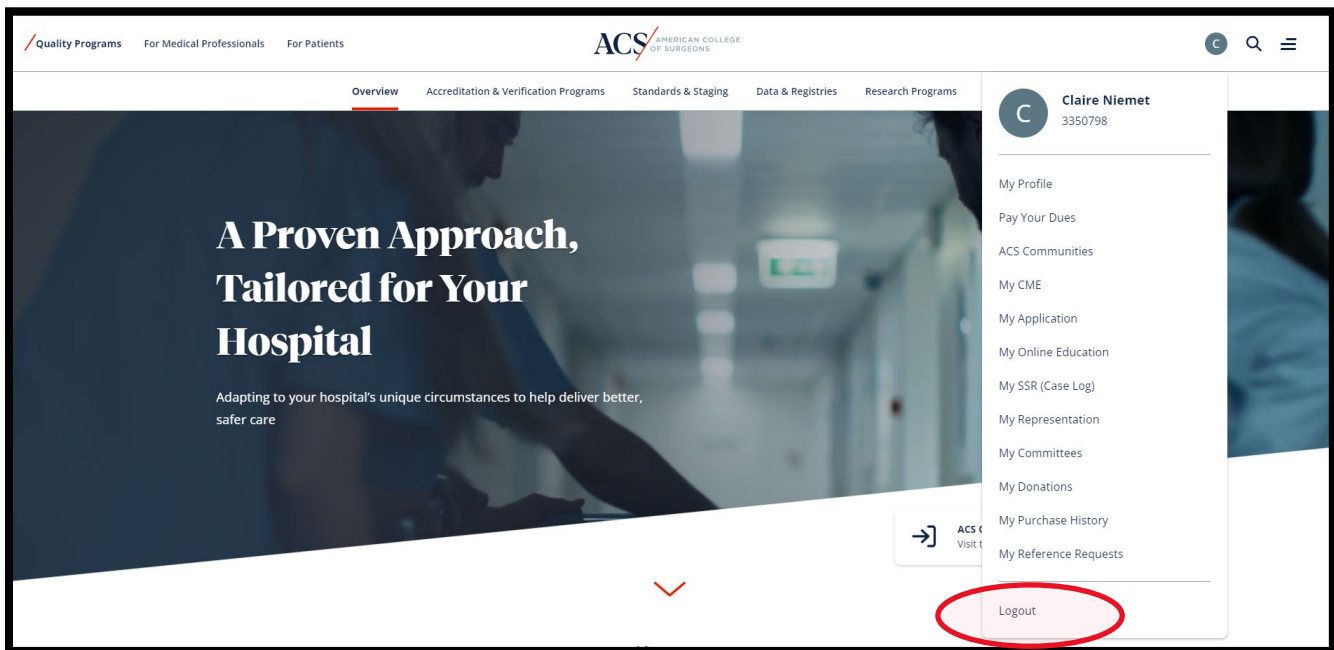 Quality Programs For Medical Professionals For Patients
ACS AMERICAN COLLEGE
OF SURGEONS
C
Overview Accreditation & Verification Programs Standards & Staging Data & Registries Research Programs
C
Claire Niemet
3350798
My Profile
Pay Your Dues
ACS Communities
My CME
My Application
My Online Education
My SSR (Case Log)
My Representation
My Committees
My Donations
My Purchase History
My Reference Requests
Logout
A Proven Approach,
Tailored for Your
Hospital
Adapting to your hospital's unique circumstances to help deliver better,
safer care
ACS
Visit